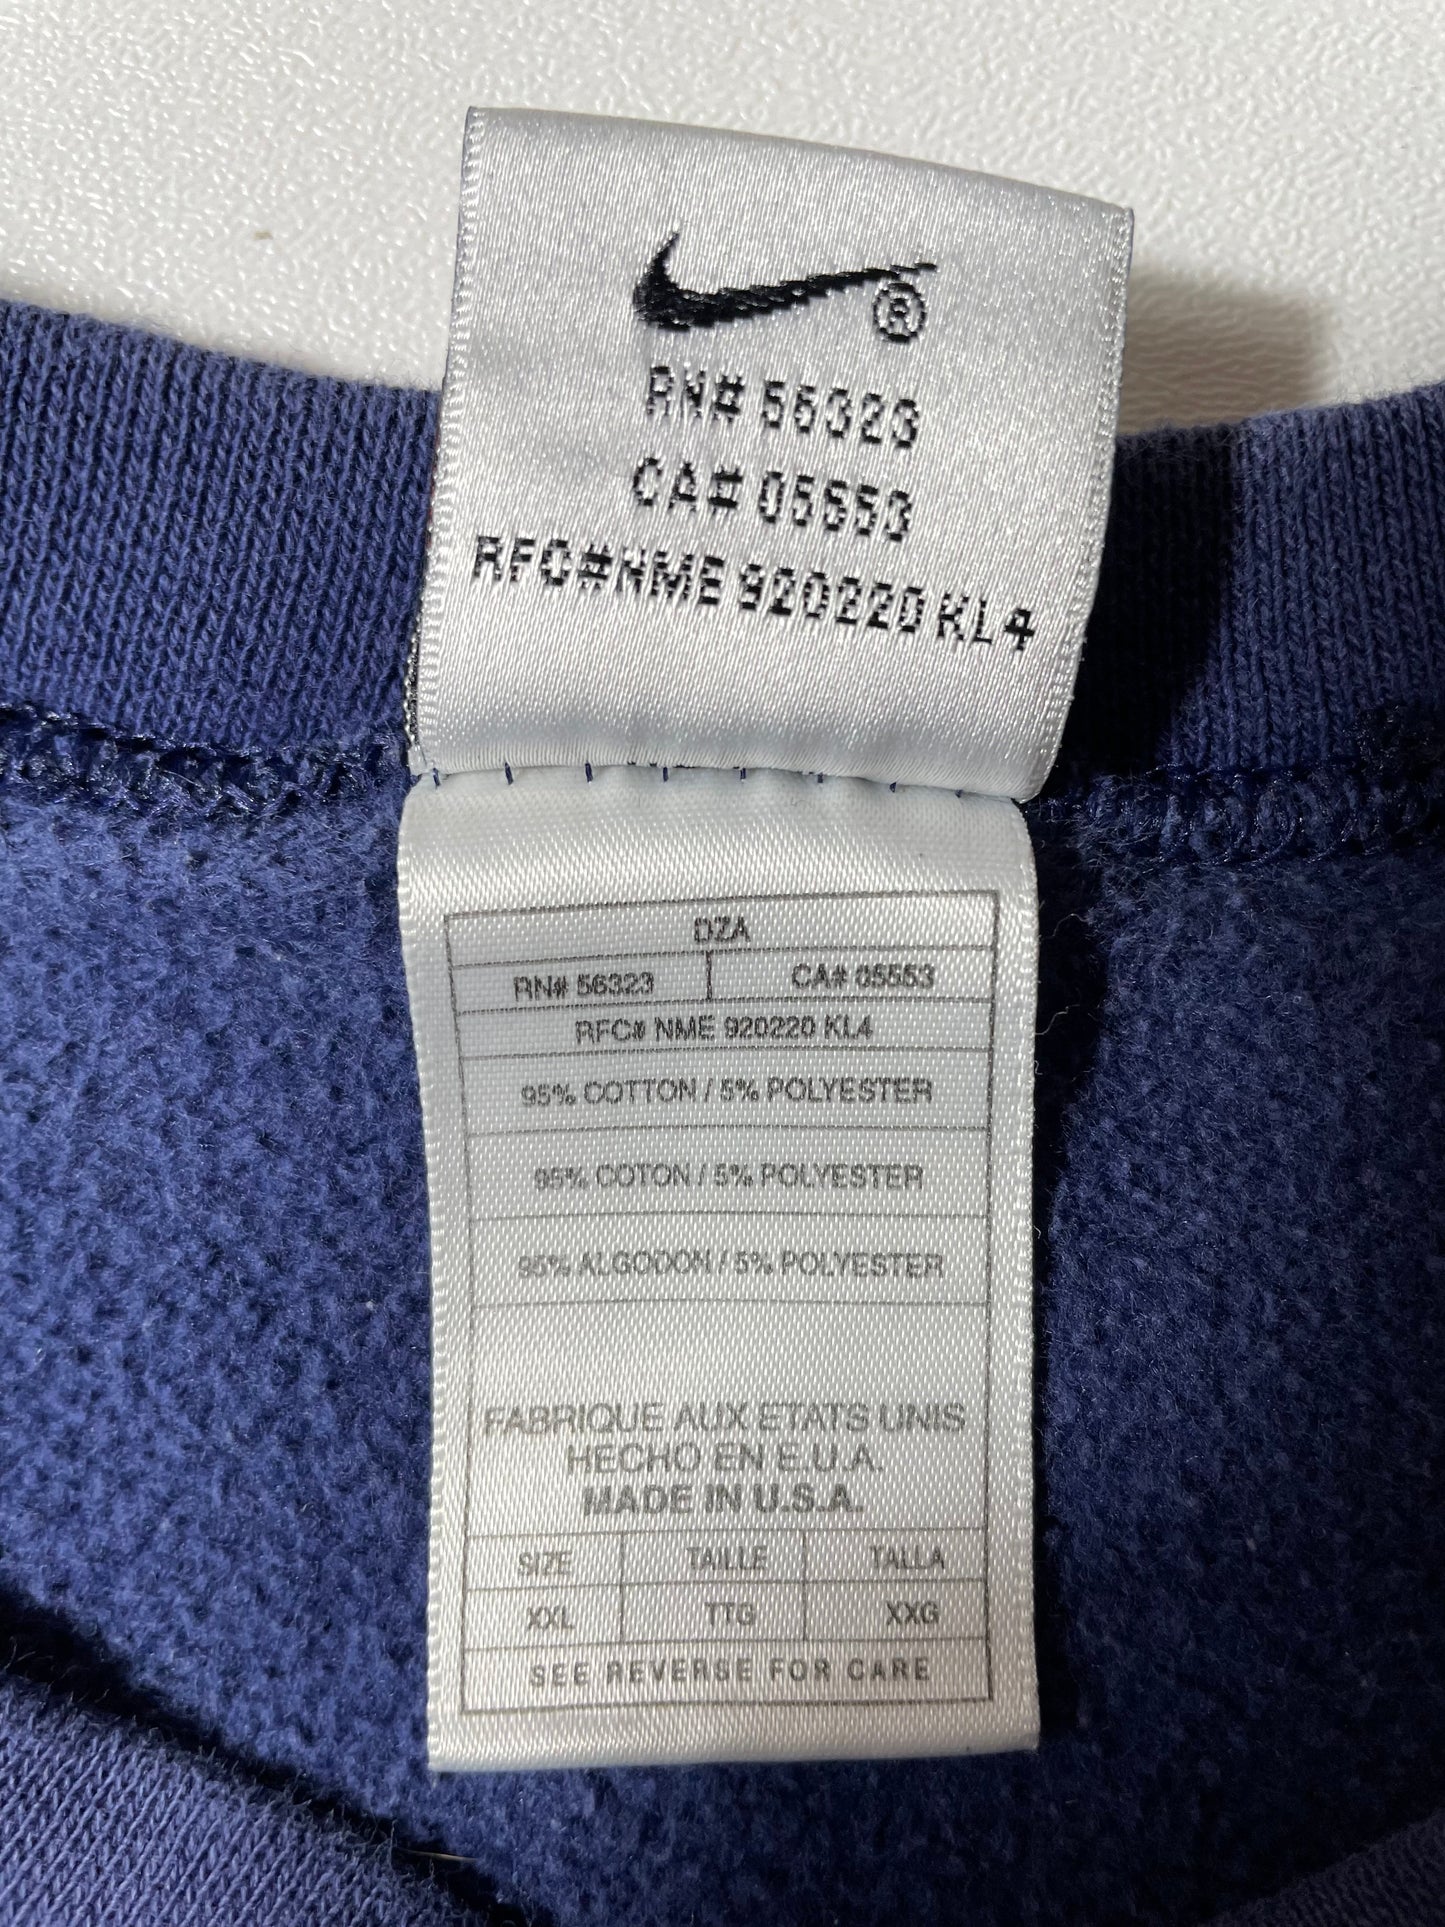 ®
RN# 56323
CA# 05553
RFC#NME 920220 KL4
DZA
RN# 56323 CA# 05553
RFC# NME 920220 KL4
95% COTTON / 5% POLYESTER
95% COTON / 5% POLYESTER
95% ALGODON / 5% POLYESTER
FABRIQUE AUX ETATS UNIS
HECHO EN E.U.A.
MADE IN U.S.A.
SIZE TAILLE TALLA
XXL TTG XXG
SEE REVERSE FOR CARE